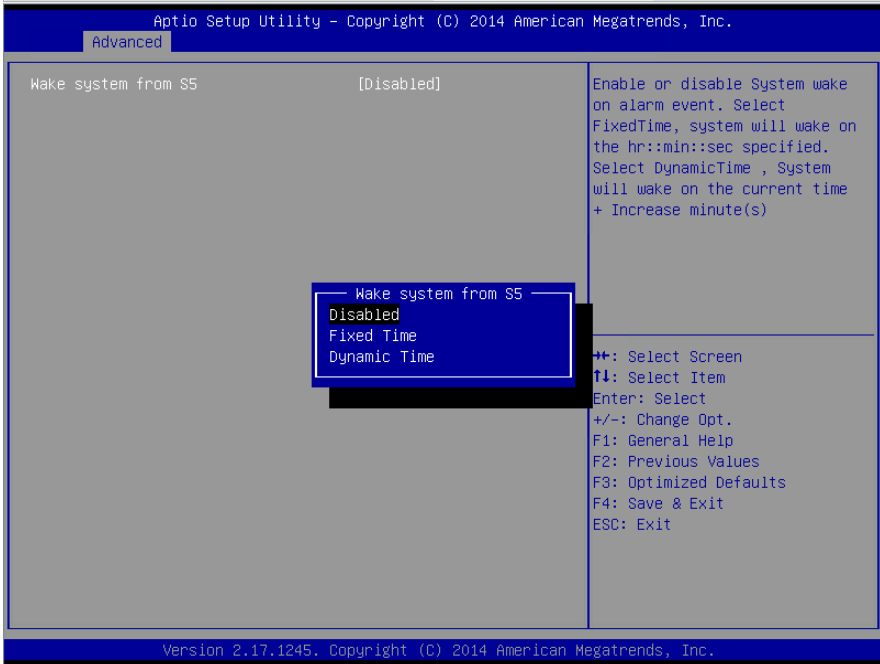 Aptio Setup Utility – Copyright (C) 2014 American Megatrends, Inc.
Advanced
Wake system from S5 [Disabled]
Enable or disable System wake
on alarm event. Select
FixedTime, system will wake on
the hr::min::sec specified.
Select DynamicTime , System
will wake on the current time
+ Increase minute(s)
Wake system from S5
Disabled
Fixed Time
Dynamic Time
→←: Select Screen
↑↓: Select Item
Enter: Select
+/-: Change Opt.
F1: General Help
F2: Previous Values
F3: Optimized Defaults
F4: Save & Exit
ESC: Exit
Version 2.17.1245. Copyright (C) 2014 American Megatrends, Inc.